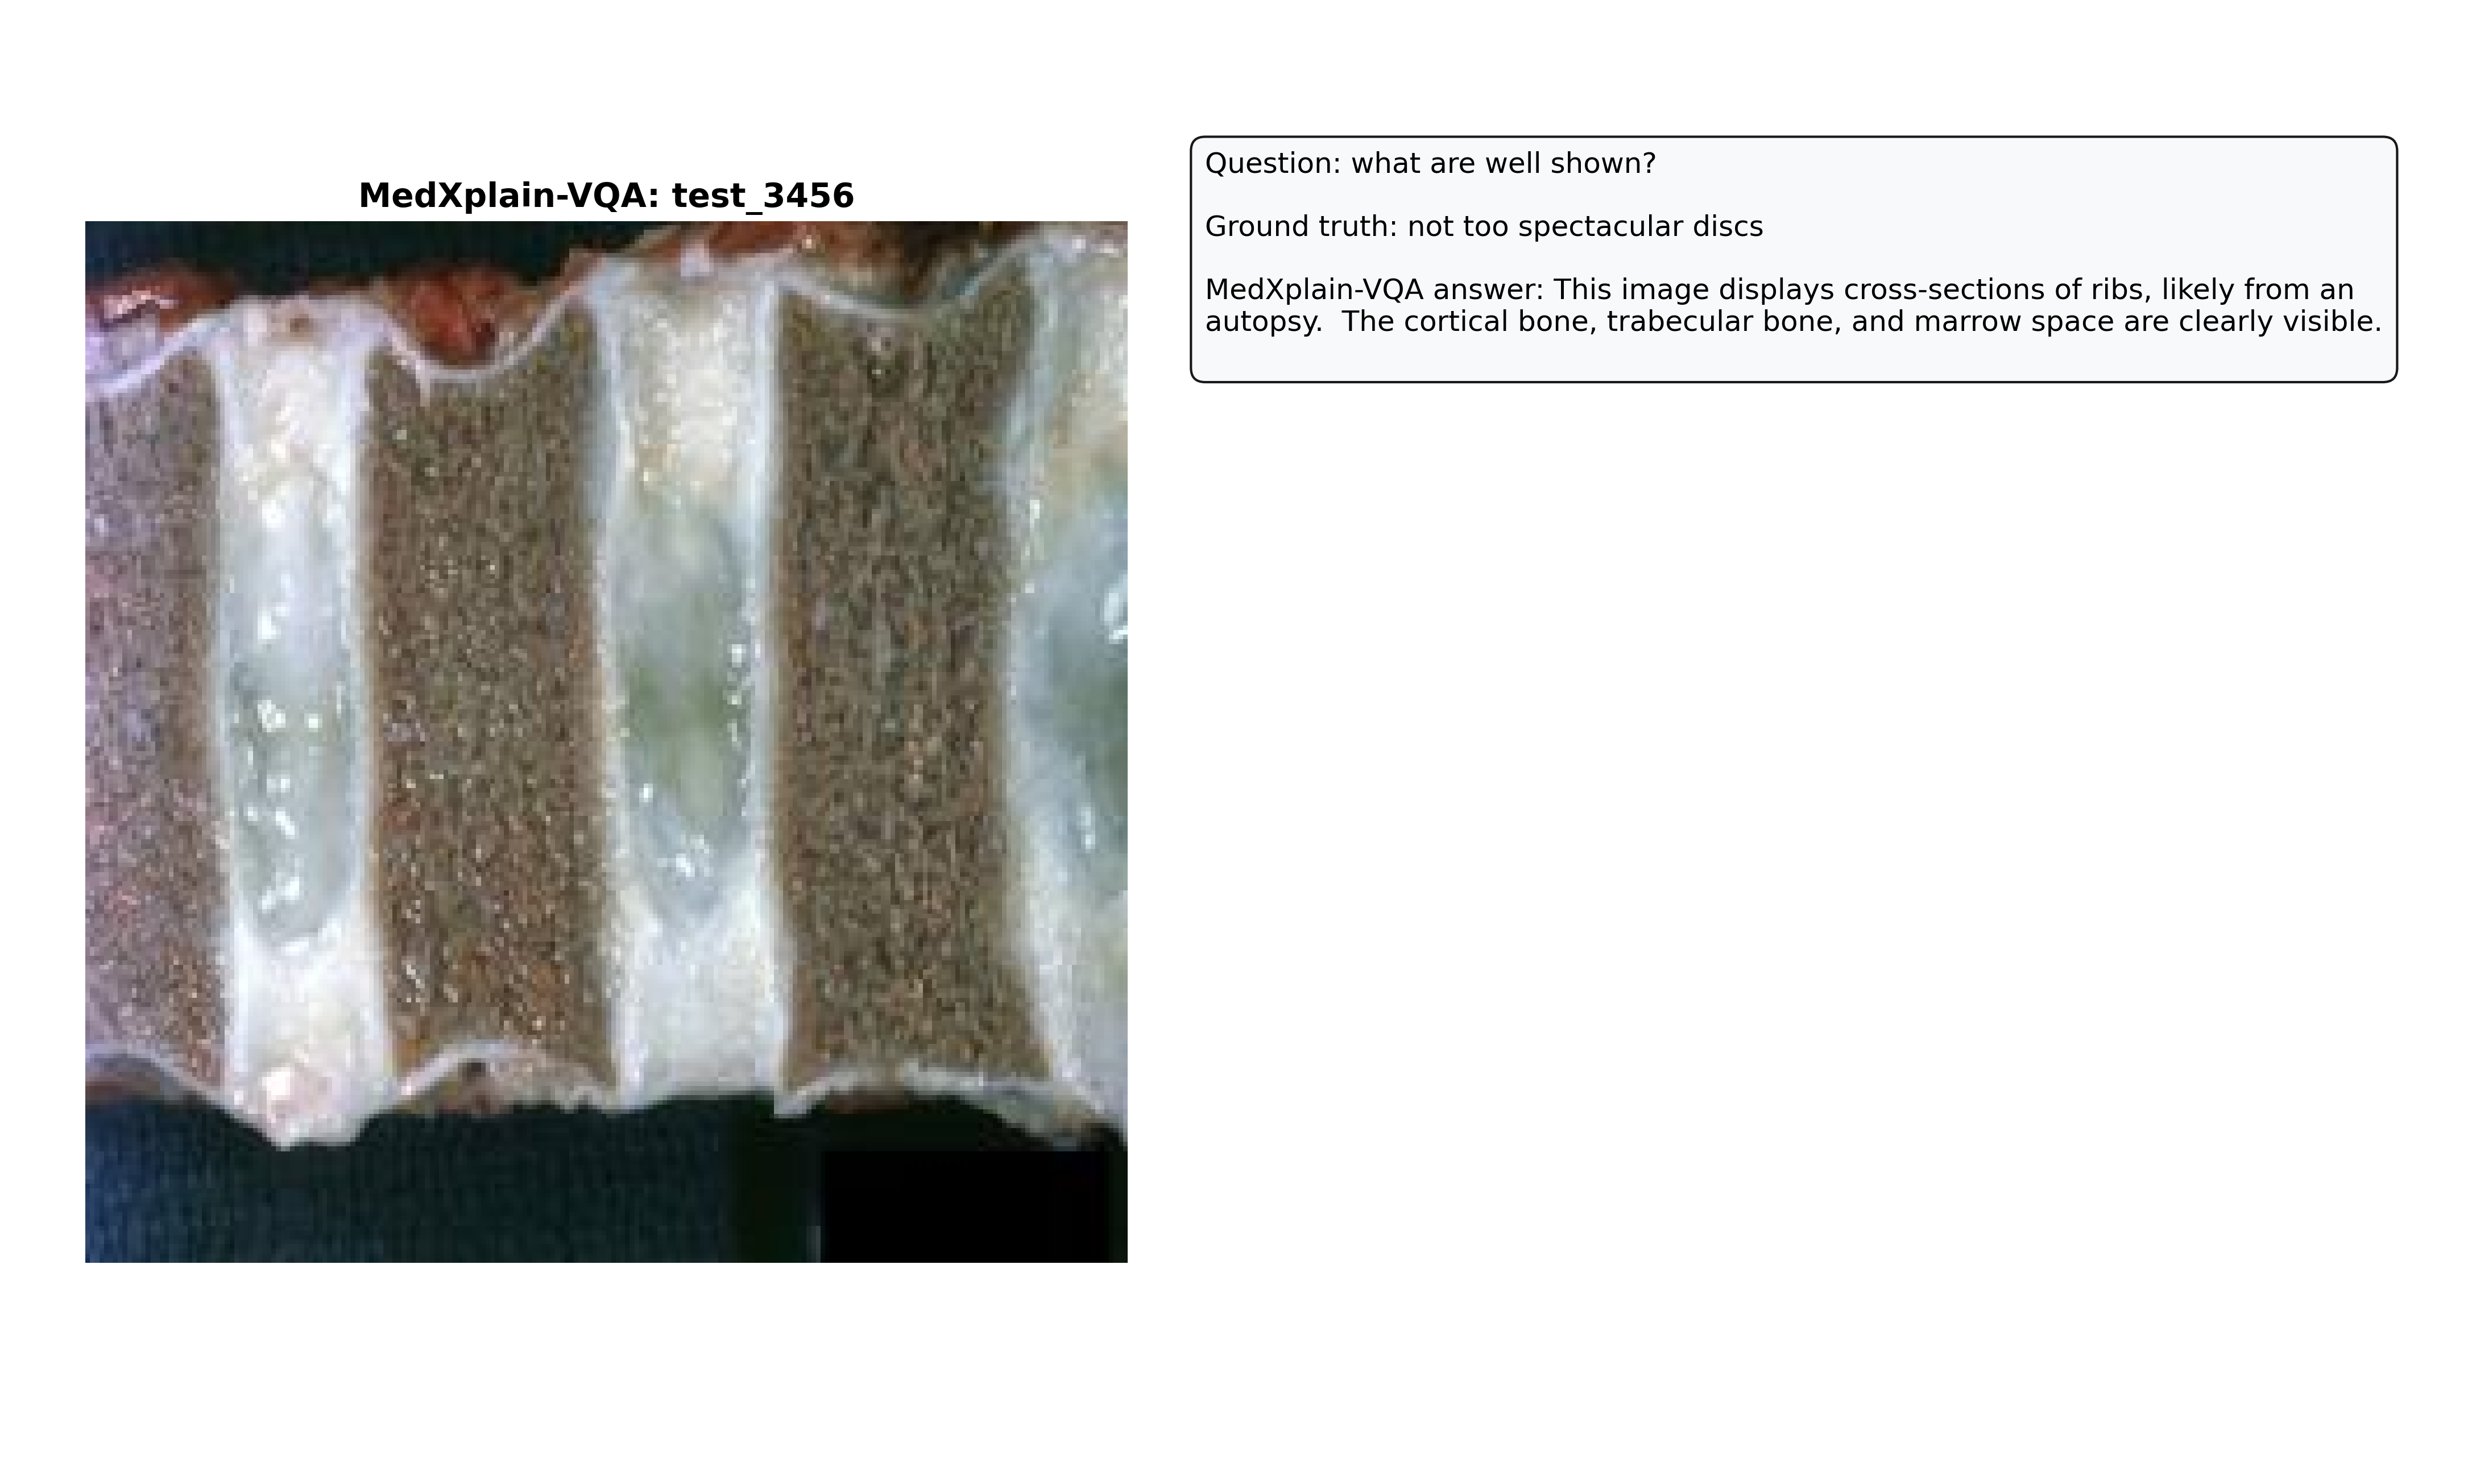 MedXplain-VQA: test_3456
Question: what are well shown?
Ground truth: not too spectacular discs
MedXplain-VQA answer: This image displays cross-sections of ribs, likely from an
autopsy.  The cortical bone, trabecular bone, and marrow space are clearly visible.